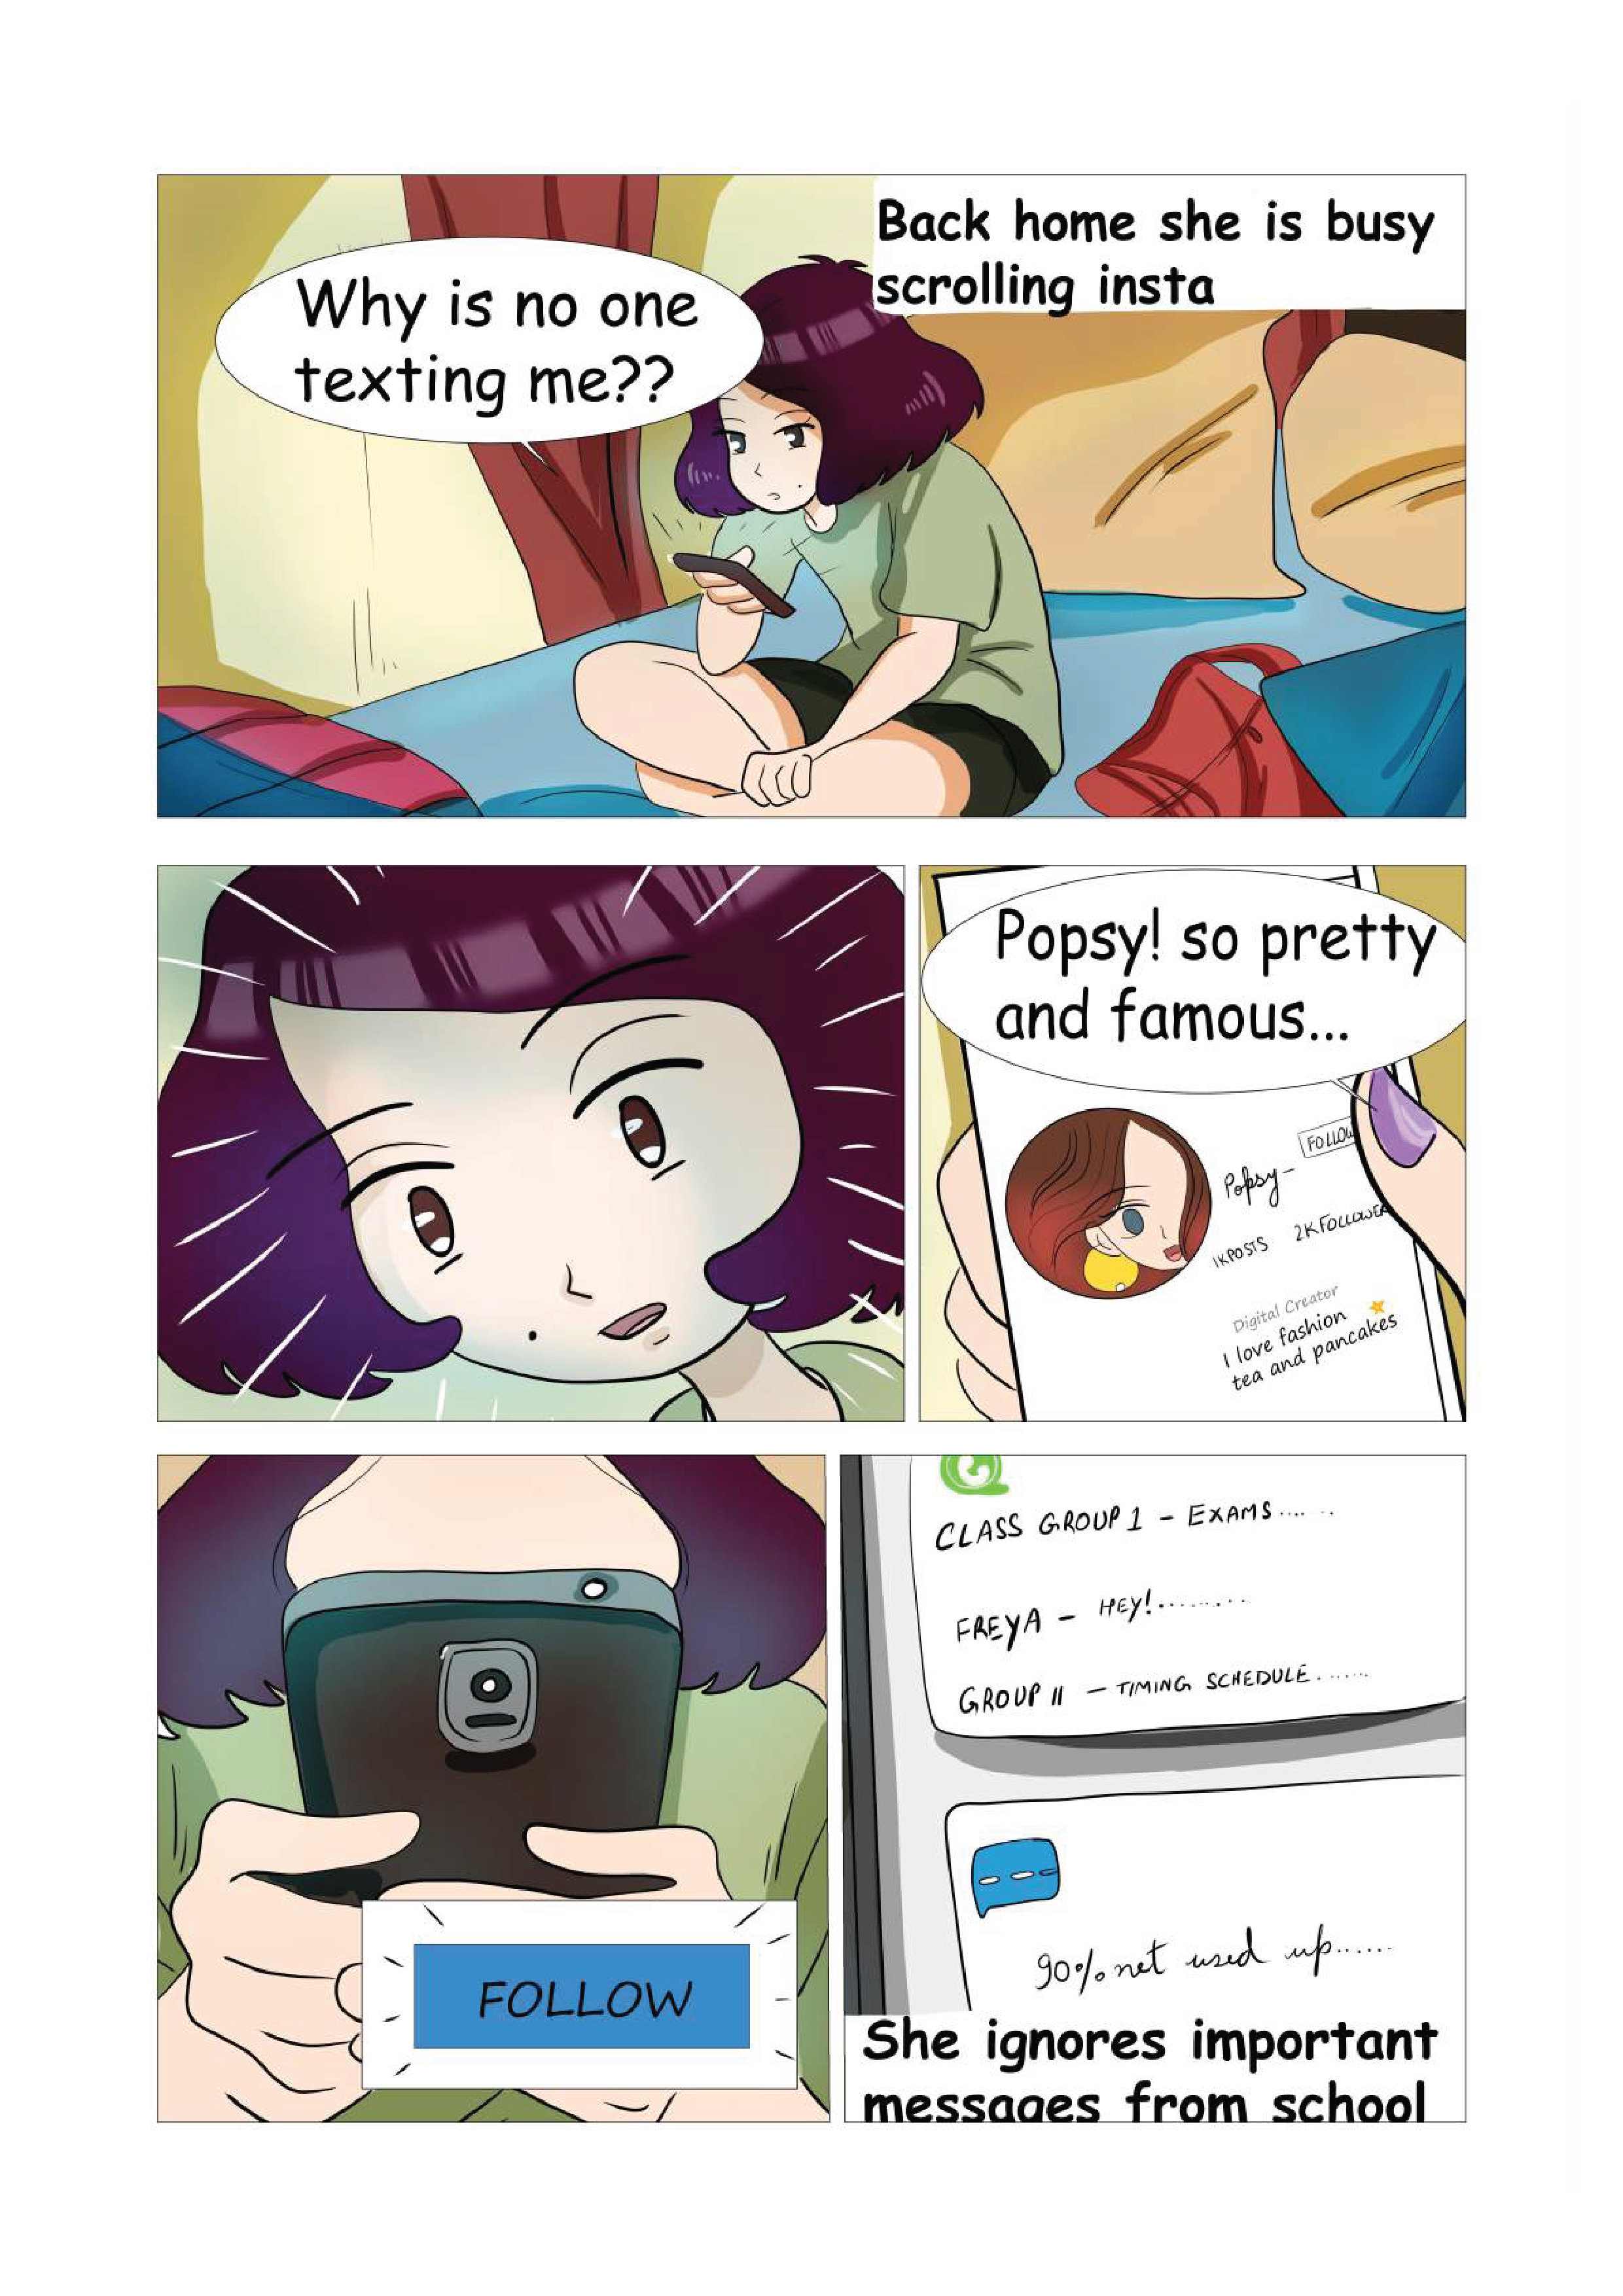 Back home she is busy
scrolling insta
Why is no one
texting me??
Popsy! so pretty
and famous...
FOLLOW
Popsy-
1K POSTS 2K FOLLOWER
Digital Creator
I love fashion
tea and pancakes
FOLLOW
CLASS GROUP 1 - EXAMS......
FREYA - HEY!.........
GROUP II - TIMING SCHEDULE.......
90% net used up......
She ignores important
messages from school